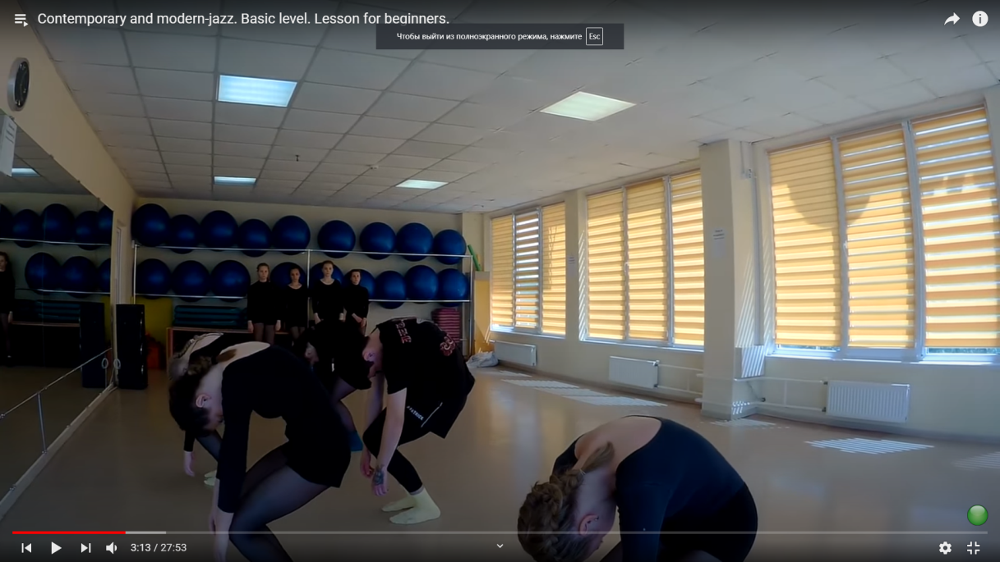 Contemporary and modern-jazz. Basic level. Lesson for beginners.
Чтобы выйти из полноэкранного режима, нажмите Esc
3:13 / 27:53